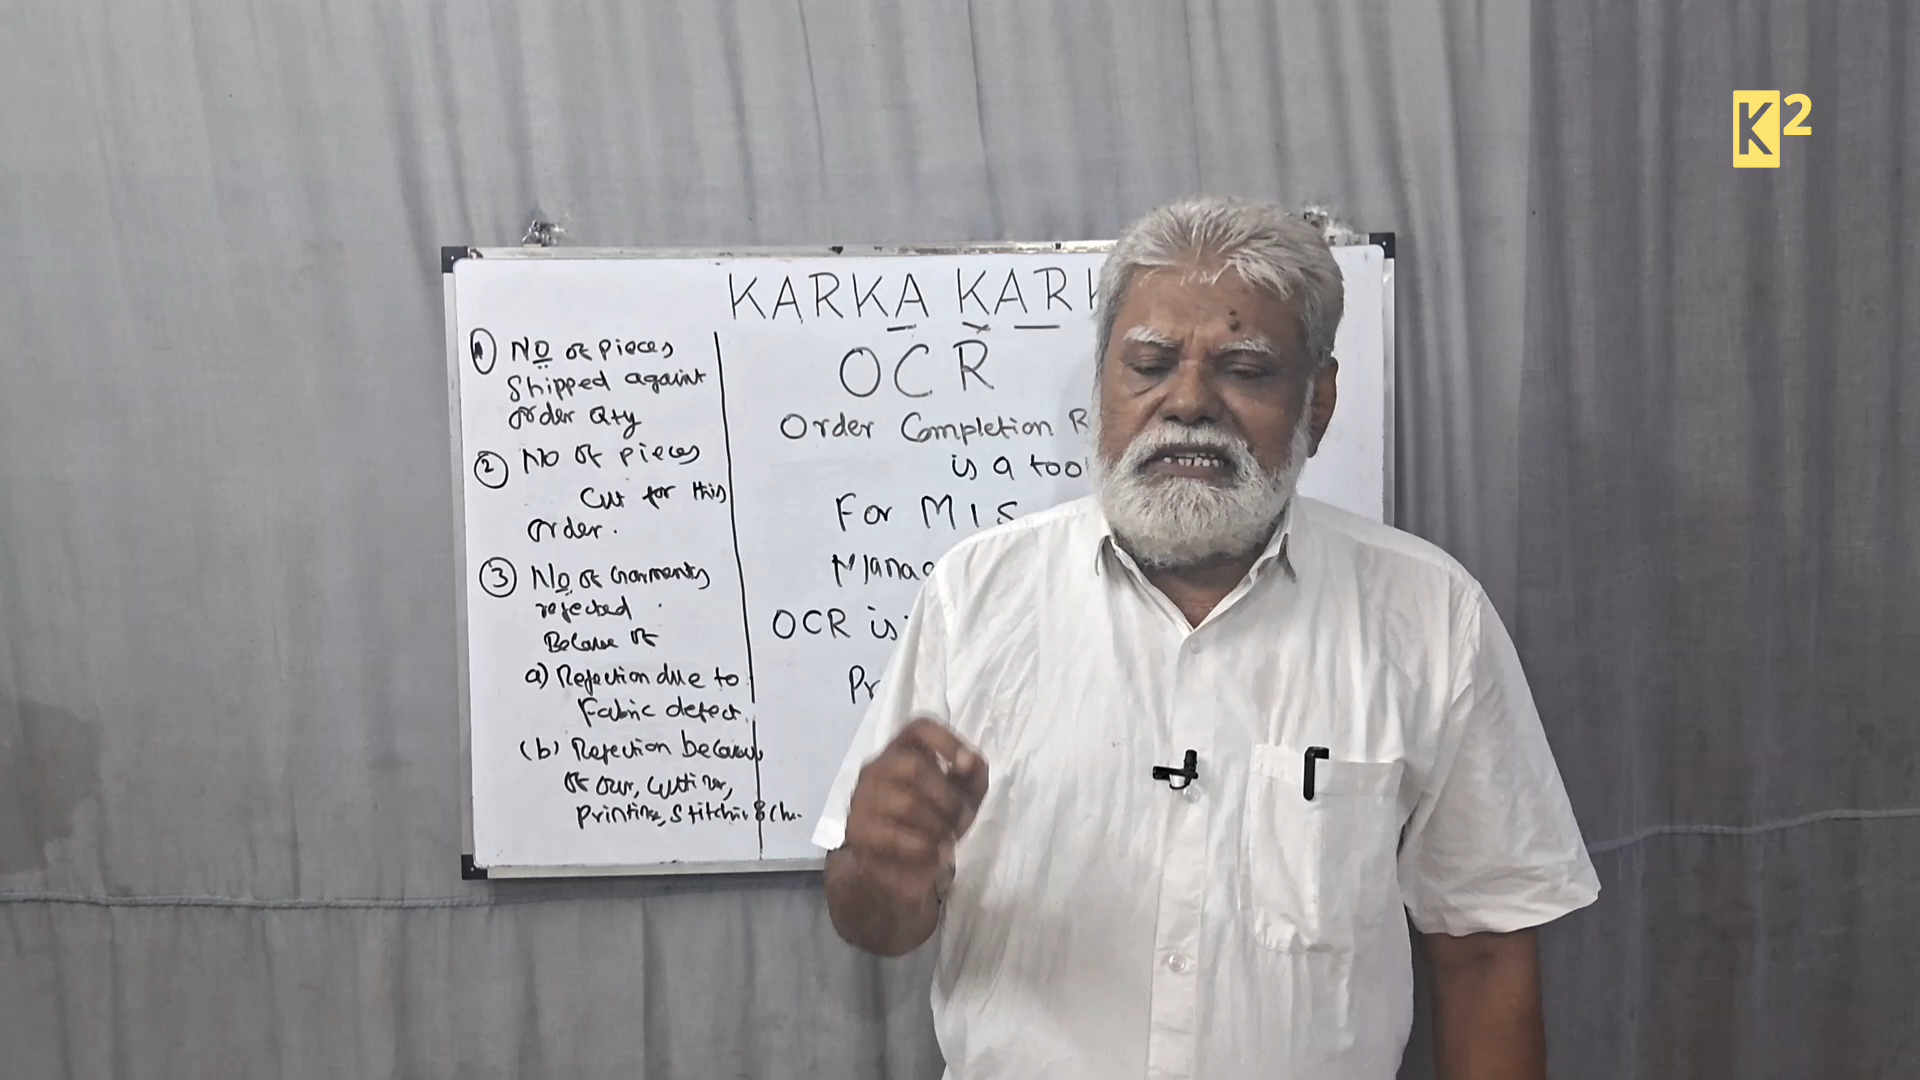 K2
KARKA KAR
OCR
Order Completion R
is a too
For MIS
Manag
OCR is
Pr
① No of pieces
Shipped against
order Qty
② No of pieces
Cut for this
order.
③ No of Garments
rejected
Because of
a) Rejection due to
Fabric defect.
(b) Rejection because
of our, cutting,
printing, Stitching &